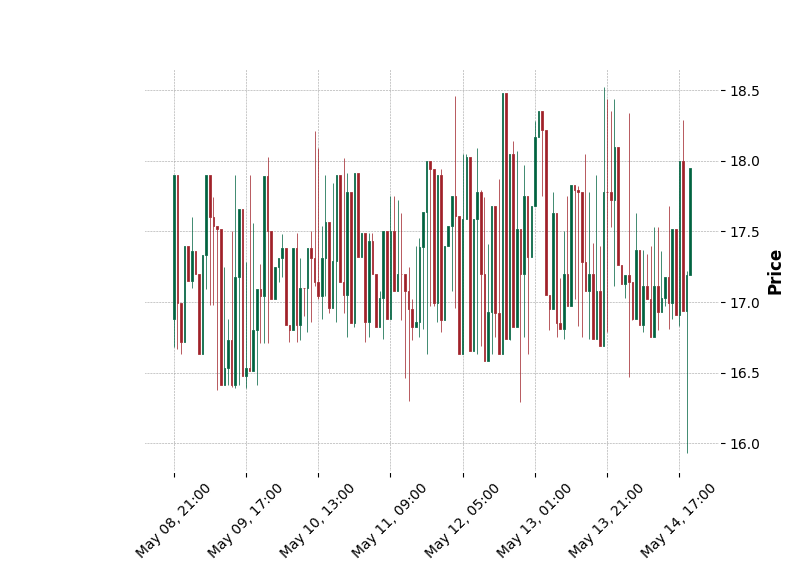 18.5
18.0
17.5
17.0
16.5
16.0
Price
May 08, 21:00
May 09, 17:00
May 10, 13:00
May 11, 09:00
May 12, 05:00
May 13, 01:00
May 13, 21:00
May 14, 17:00